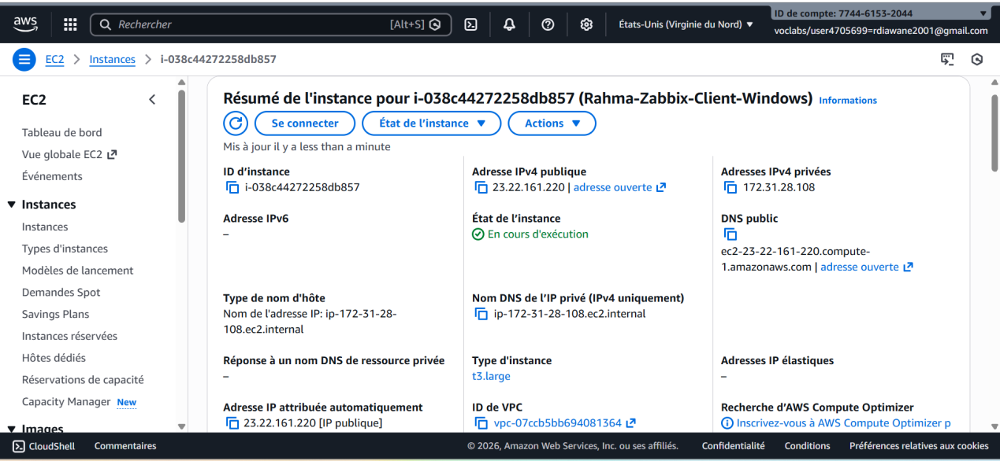 aws
Rechercher
[Alt+S]
États-Unis (Virginie du Nord)
ID de compte: 7744-6153-2044
voclabs/user4705699=rdiawane2001@gmail.com
EC2
Instances
i-038c44272258db857
EC2
Tableau de bord
Vue globale EC2
Événements
Instances
Instances
Types d'instances
Modèles de lancement
Demandes Spot
Savings Plans
Instances réservées
Hôtes dédiés
Réservations de capacité
Capacity Manager New
Images
Résumé de l'instance pour i-038c44272258db857 (Rahma-Zabbix-Client-Windows) Informations
Se connecter
État de l’instance
Actions
Mis à jour il y a less than a minute
ID d’instance
i-038c44272258db857
Adresse IPv4 publique
23.22.161.220 | adresse ouverte
Adresses IPv4 privées
172.31.28.108
Adresse IPv6
–
État de l’instance
En cours d'exécution
DNS public
ec2-23-22-161-220.compute-
1.amazonaws.com | adresse ouverte
Type de nom d'hôte
Nom de l'adresse IP: ip-172-31-28-
108.ec2.internal
Nom DNS de l’IP privé (IPv4 uniquement)
ip-172-31-28-108.ec2.internal
Réponse à un nom DNS de ressource privée
–
Type d'instance
t3.large
Adresses IP élastiques
–
Adresse IP attribuée automatiquement
23.22.161.220 [IP publique]
ID de VPC
vpc-07ccb5bb694081364
Recherche d’AWS Compute Optimizer
Inscrivez-vous à AWS Compute Optimizer p
CloudShell
Commentaires
© 2026, Amazon Web Services, Inc. ou ses affiliés.
Confidentialité
Conditions
Préférences relatives aux cookies